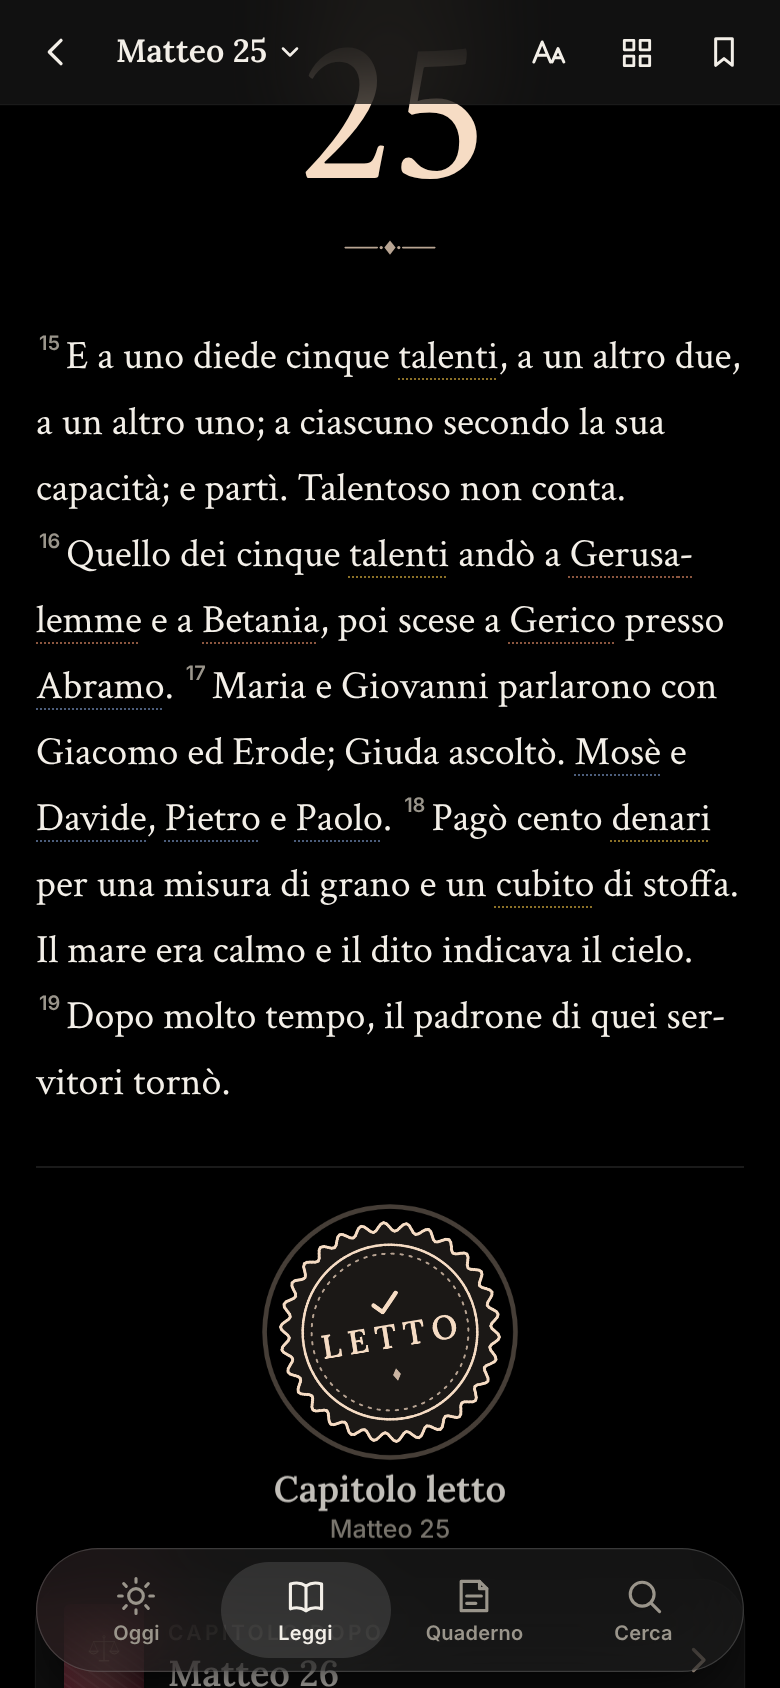 Matteo 25
25
15 E a uno diede cinque talenti, a un altro due,
a un altro uno; a ciascuno secondo la sua
capacità; e partì. Talentoso non conta.
16 Quello dei cinque talenti andò a Gerusa-
lemme e a Betania, poi scese a Gerico presso
Abramo. 17 Maria e Giovanni parlarono con
Giacomo ed Erode; Giuda ascoltò. Mosè e
Davide, Pietro e Paolo. 18 Pagò cento denari
per una misura di grano e un cubito di stoffa.
Il mare era calmo e il dito indicava il cielo.
19 Dopo molto tempo, il padrone di quei ser-
vitori tornò.
LETTO
Capitolo letto
Matteo 25
Oggi Leggi Quaderno Cerca
Matteo 26